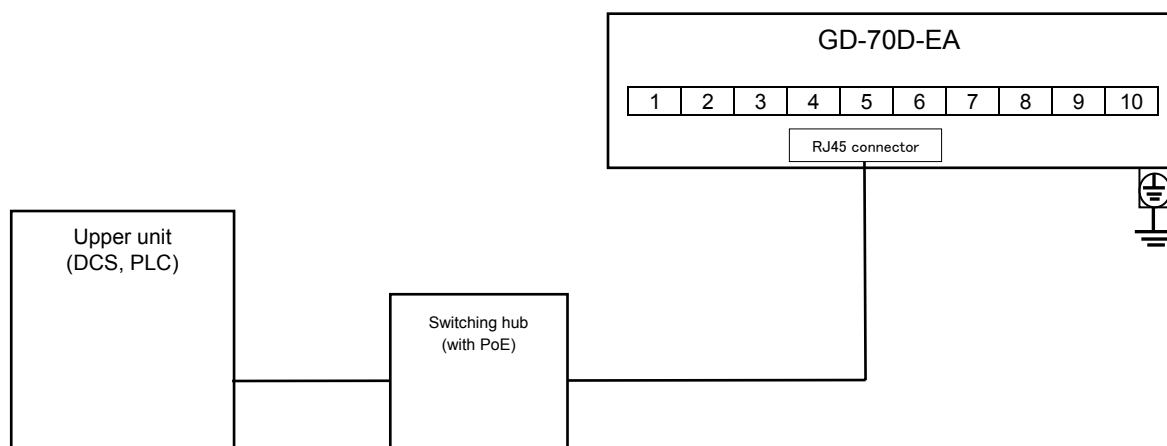 GD-70D-EA
1 2 3 4 5 6 7 8 9 10
RJ45 connector
Upper unit
(DCS, PLC)
Switching hub
(with PoE)